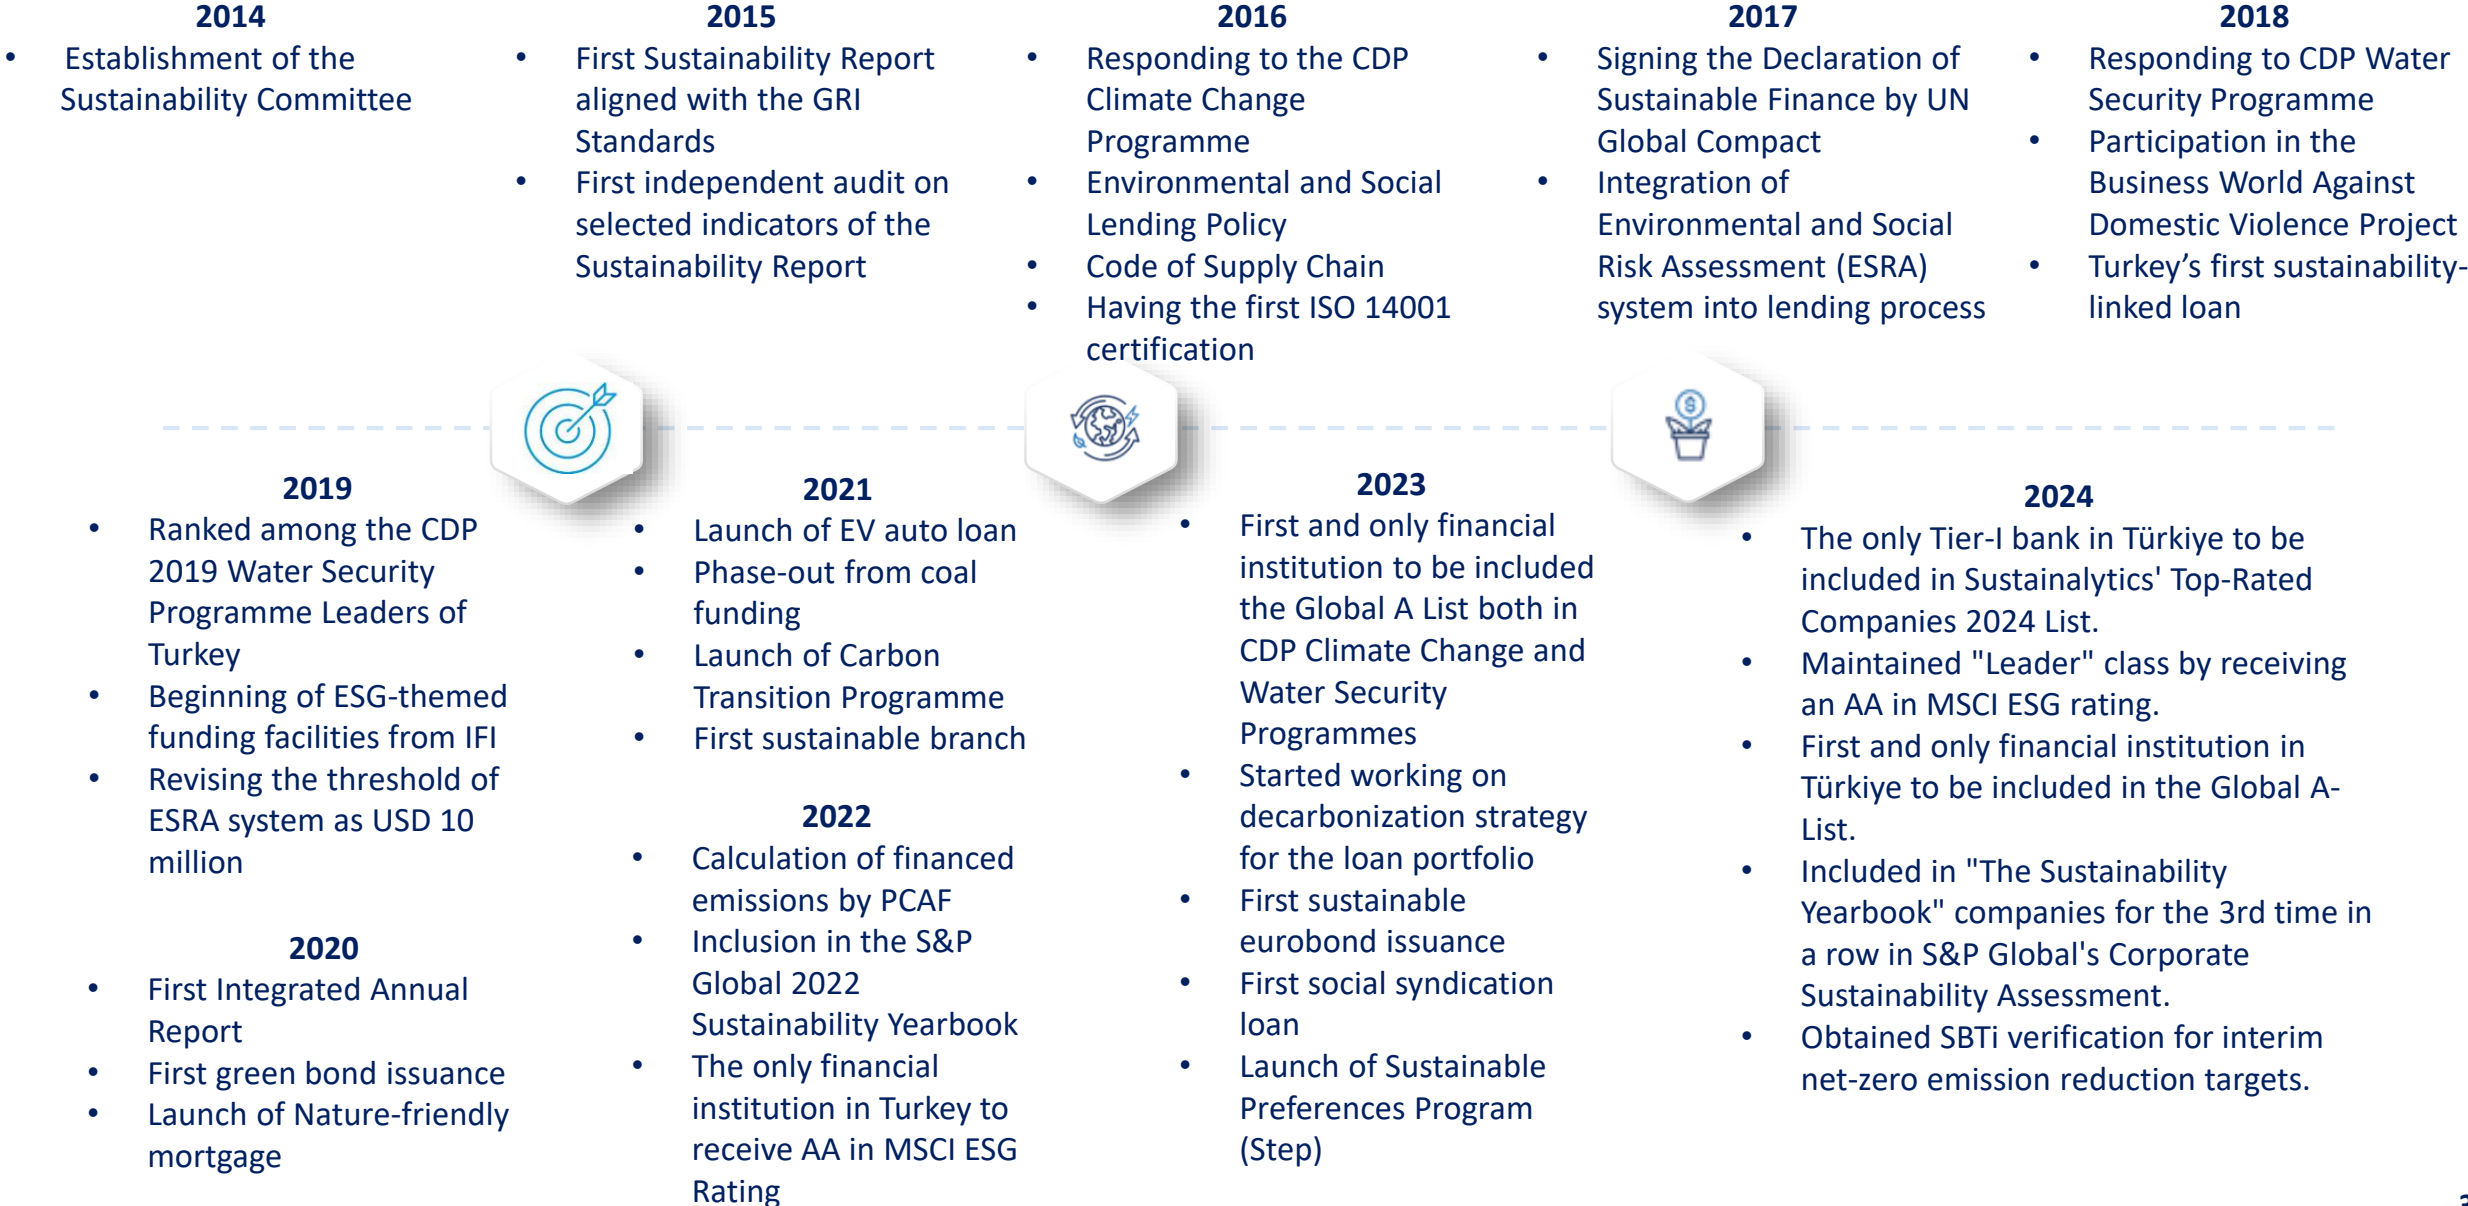 2014
• Establishment of the
Sustainability Committee
2015
• First Sustainability Report
aligned with the GRI
Standards
• First independent audit on
selected indicators of the
Sustainability Report
2016
• Responding to the CDP
Climate Change
Programme
• Environmental and Social
Lending Policy
• Code of Supply Chain
• Having the first ISO 14001
certification
2017
• Signing the Declaration of
Sustainable Finance by UN
Global Compact
• Integration of
Environmental and Social
Risk Assessment (ESRA)
system into lending process
2018
• Responding to CDP Water
Security Programme
• Participation in the
Business World Against
Domestic Violence Project
• Turkey’s first sustainability-
linked loan
2019
• Ranked among the CDP
2019 Water Security
Programme Leaders of
Turkey
• Beginning of ESG-themed
funding facilities from IFI
• Revising the threshold of
ESRA system as USD 10
million
2020
• First Integrated Annual
Report
• First green bond issuance
• Launch of Nature-friendly
mortgage
2021
• Launch of EV auto loan
• Phase-out from coal
funding
• Launch of Carbon
Transition Programme
• First sustainable branch
2022
• Calculation of financed
emissions by PCAF
• Inclusion in the S&P
Global 2022
Sustainability Yearbook
• The only financial
institution in Turkey to
receive AA in MSCI ESG
Rating
2023
• First and only financial
institution to be included
the Global A List both in
CDP Climate Change and
Water Security
Programmes
• Started working on
decarbonization strategy
for the loan portfolio
• First sustainable
eurobond issuance
• First social syndication
loan
• Launch of Sustainable
Preferences Program
(Step)
2024
• The only Tier-I bank in Türkiye to be
included in Sustainalytics' Top-Rated
Companies 2024 List.
• Maintained "Leader" class by receiving
an AA in MSCI ESG rating.
• First and only financial institution in
Türkiye to be included in the Global A-
List.
• Included in "The Sustainability
Yearbook" companies for the 3rd time in
a row in S&P Global's Corporate
Sustainability Assessment.
• Obtained SBTi verification for interim
net-zero emission reduction targets.